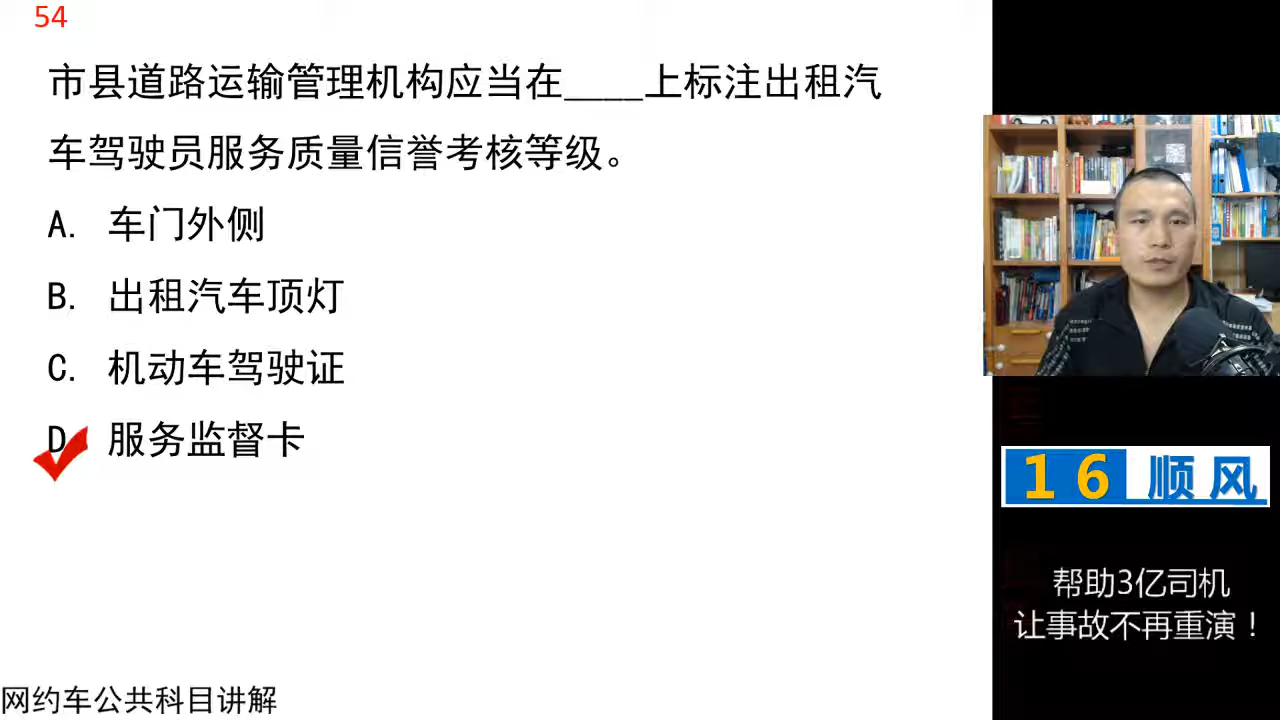 54
市县道路运输管理机构应当在____上标注出租汽
车驾驶员服务质量信誉考核等级。
A. 车门外侧
B. 出租汽车顶灯
C. 机动车驾驶证
D 服务监督卡
16顺风
帮助3亿司机
让事故不再重演！
网约车公共科目讲解